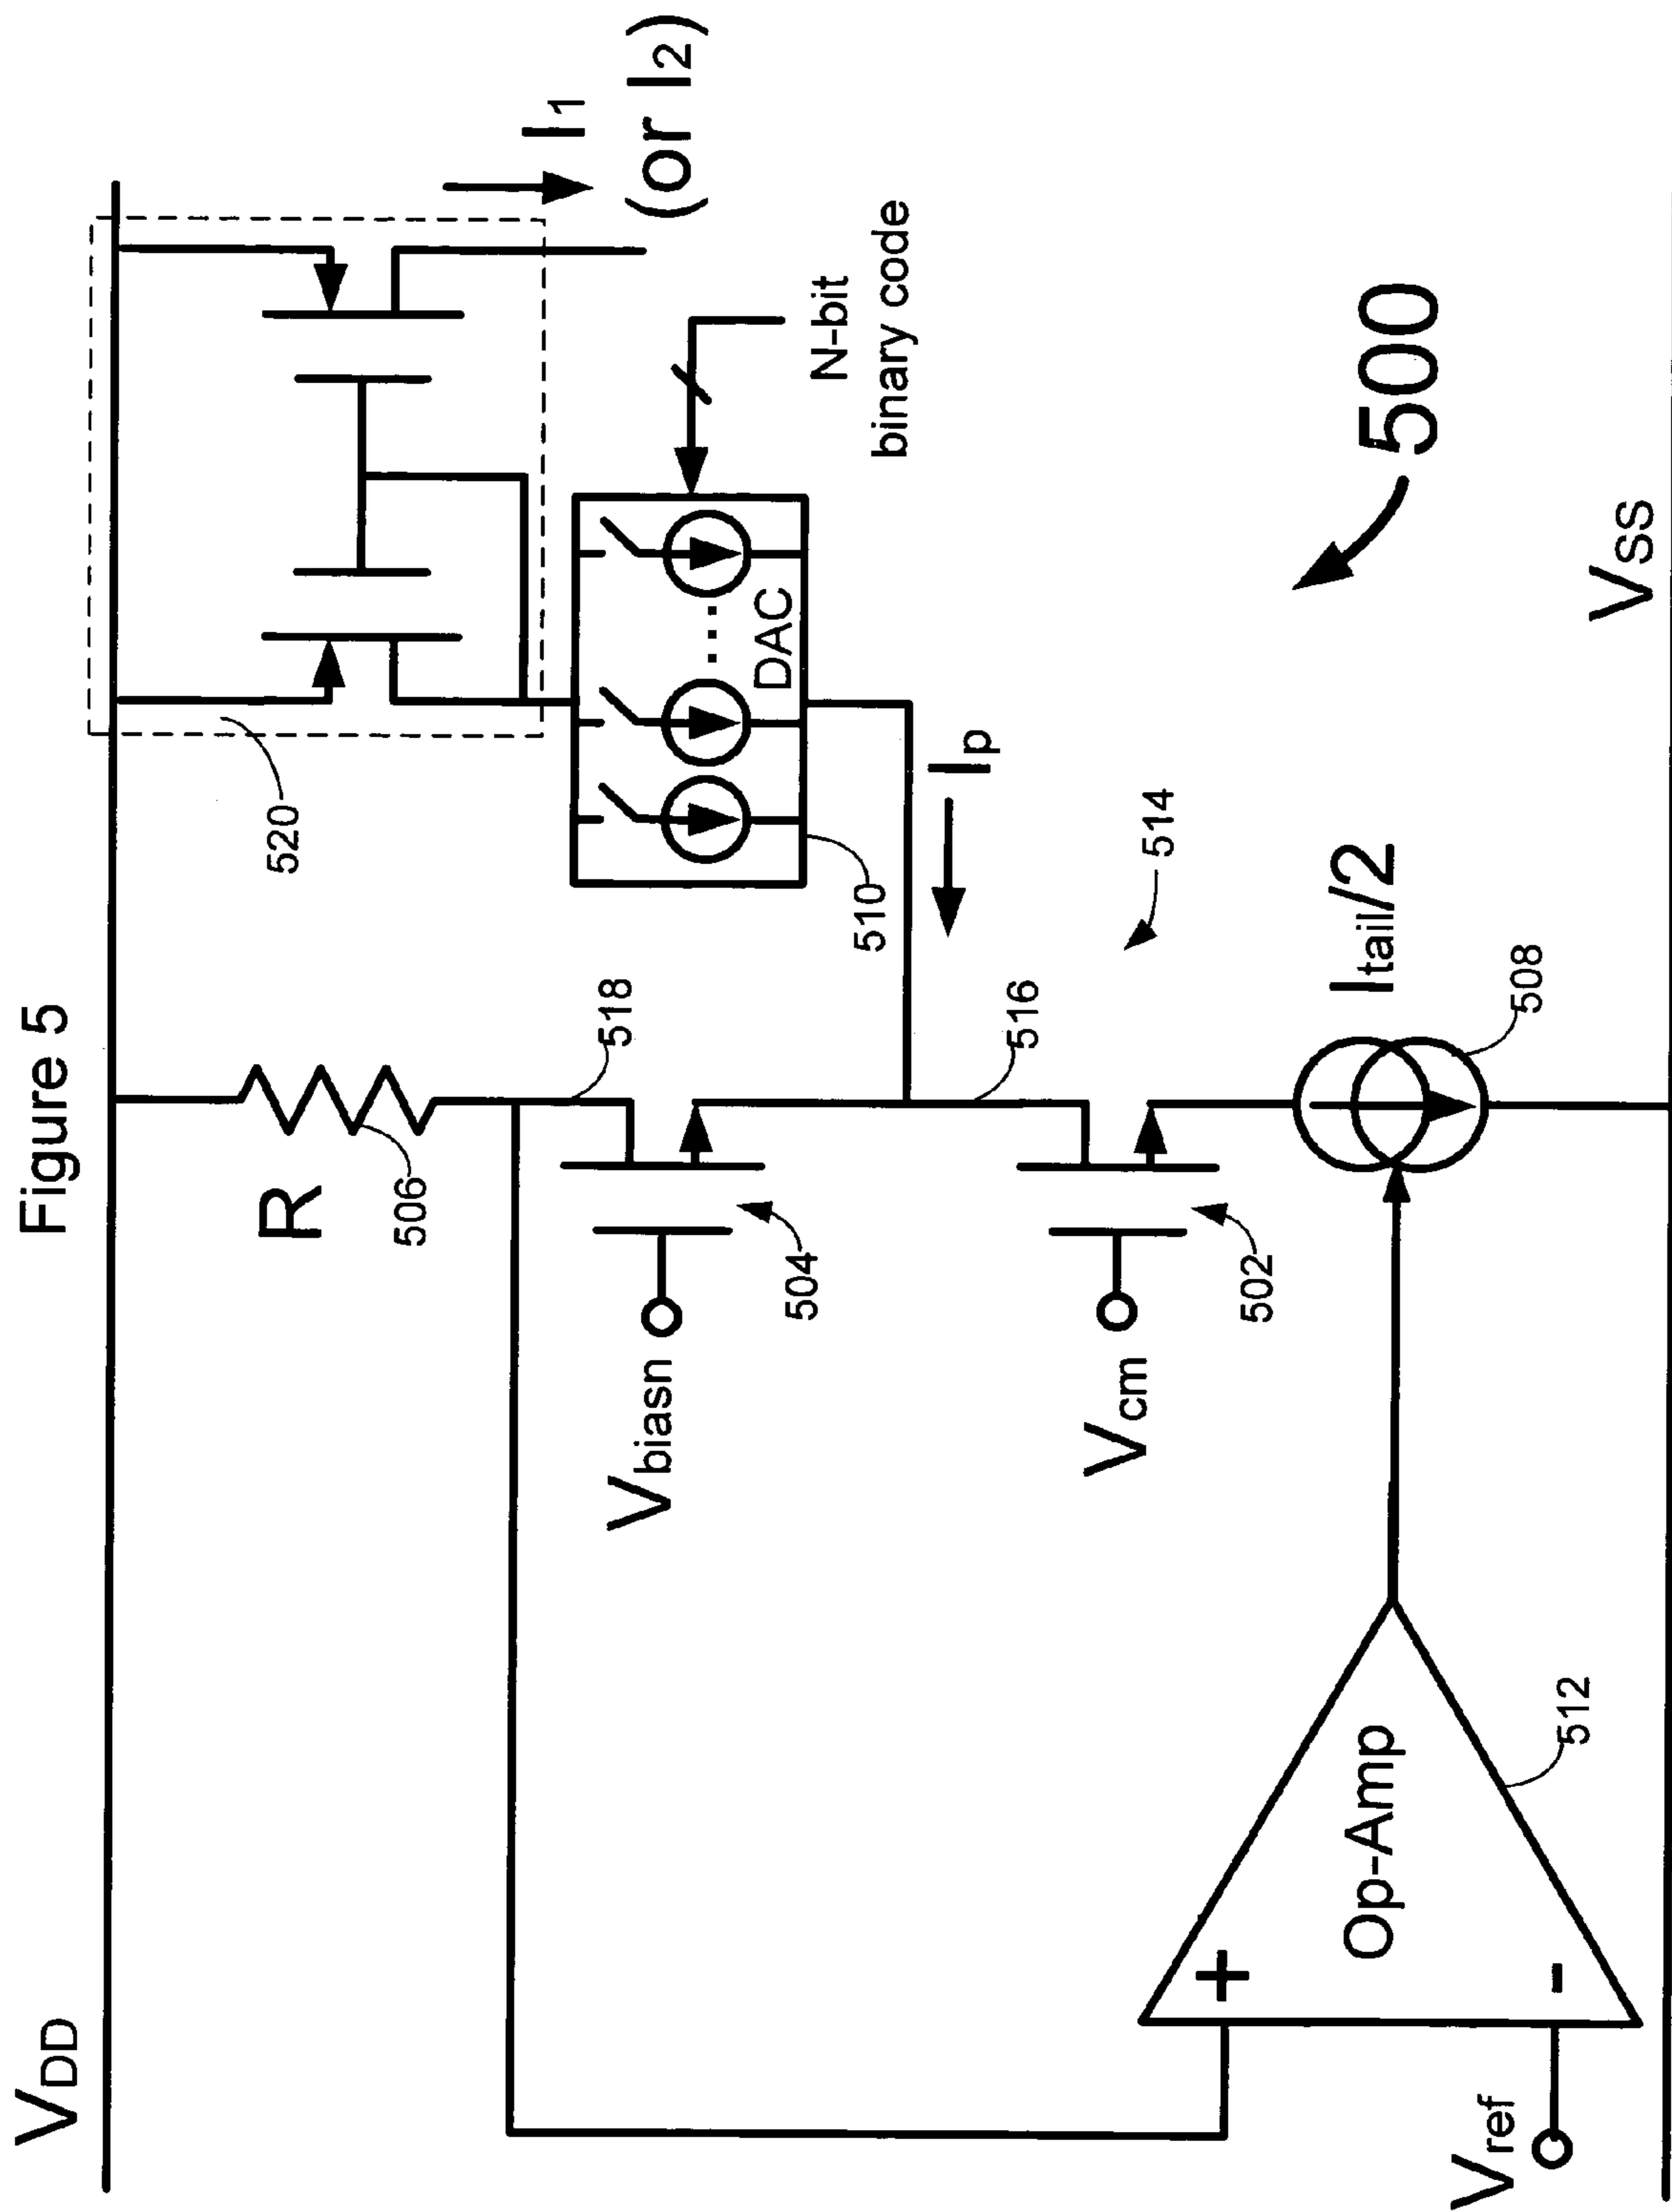 Figure 5
VDD
R
506
518
520
I1
(or I2)
Vbiasn
504
510
DAC
N-bit
binary code
Ip
516
514
Vcm
502
Itail/2
508
Op-Amp
+
-
512
Vref
500
VSS